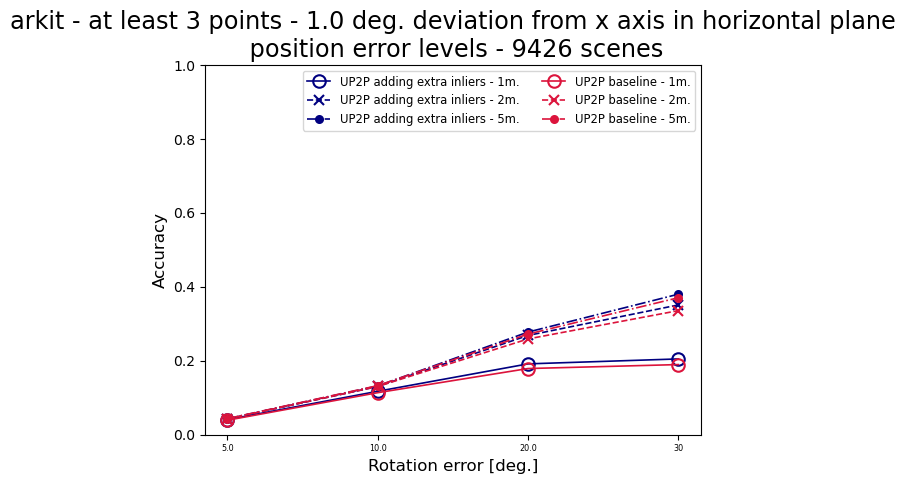 arkit - at least 3 points - 1.0 deg. deviation from x axis in horizontal plane
position error levels - 9426 scenes
UP2P adding extra inliers - 1m.
UP2P adding extra inliers - 2m.
UP2P adding extra inliers - 5m.
UP2P baseline - 1m.
UP2P baseline - 2m.
UP2P baseline - 5m.
1.0
0.8
0.6
0.4
0.2
0.0
Accuracy
5.0
10.0
20.0
30
Rotation error [deg.]